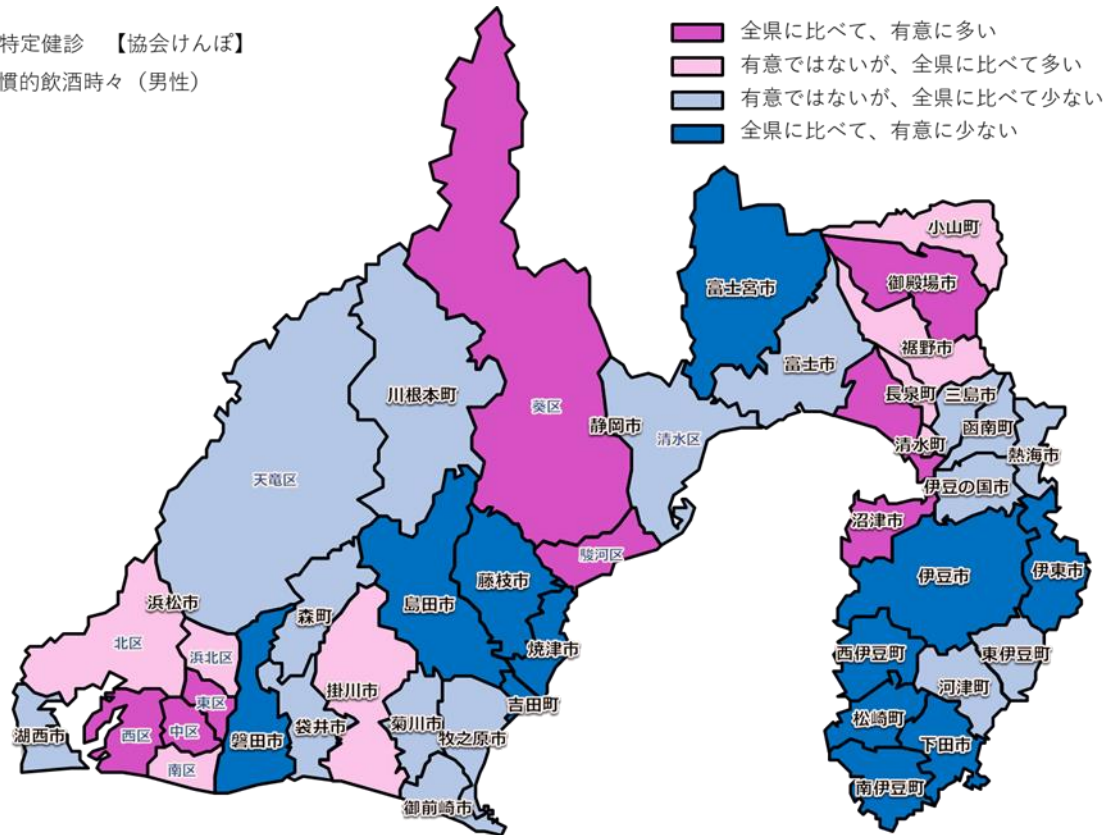 特定健診　【協会けんぽ】
慣的飲酒時々（男性）
全県に比べて、有意に多い
有意ではないが、全県に比べて多い
有意ではないが、全県に比べて少ない
全県に比べて、有意に少ない
小山町
御殿場市
富士宮市
裾野市
富士市
長泉町
三島市
川根本町
葵区
静岡市
清水区
函南町
清水町
熱海市
天竜区
伊豆の国市
沼津市
駿河区
藤枝市
伊豆市
伊東市
浜松市
島田市
森町
北区
浜北区
焼津市
西伊豆町
東伊豆町
掛川市
河津町
東区
吉田町
湖西市
西区
中区
磐田市
袋井市
菊川市
牧之原市
松崎町
下田市
南区
南伊豆町
御前崎市